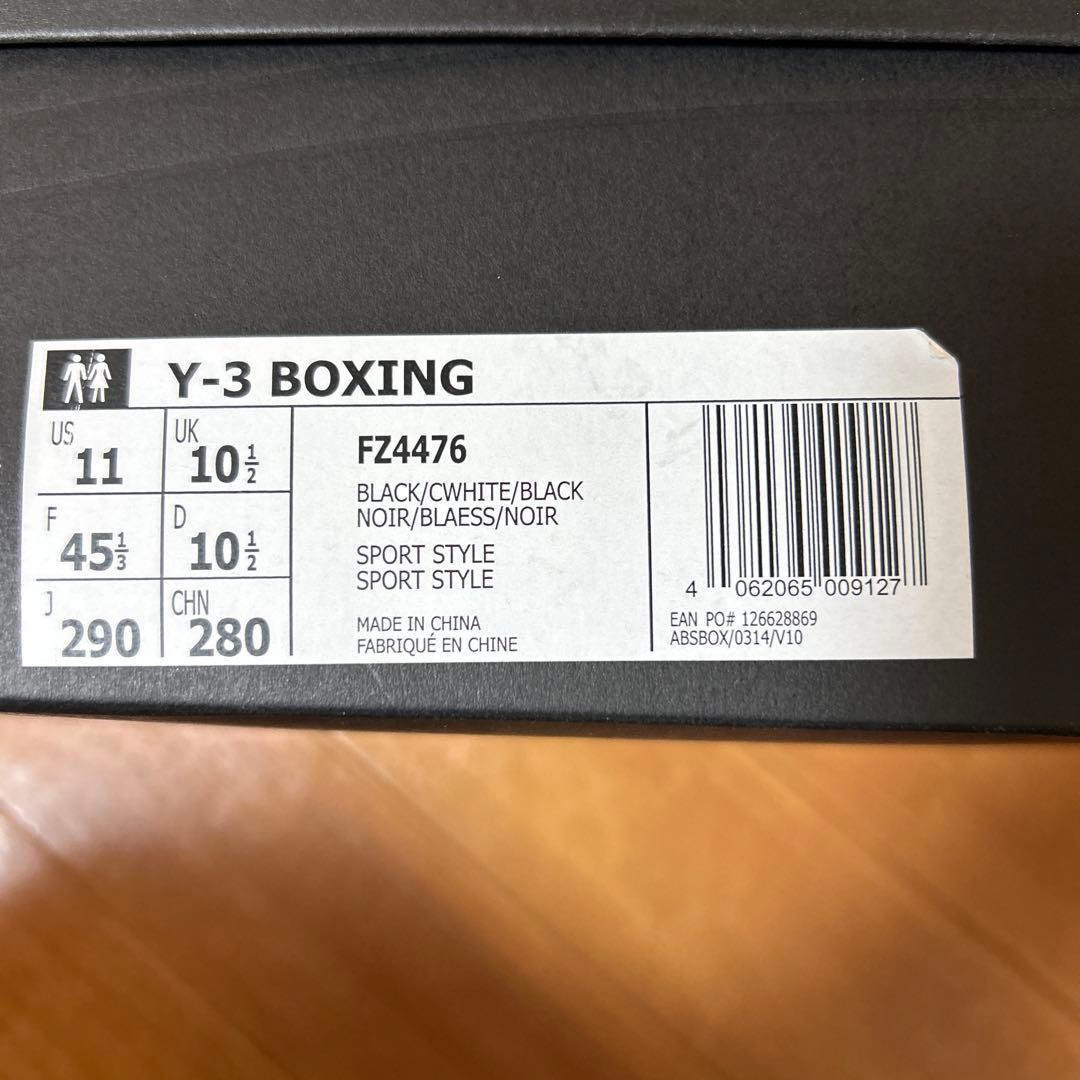 Y-3 BOXING
US 11 UK 10 1/2
F 45 1/3 D 10 1/2
J 290 CHN 280
FZ4476
BLACK/CWHITE/BLACK
NOIR/BLAESS/NOIR
SPORT STYLE
SPORT STYLE
MADE IN CHINA
FABRIQUÉ EN CHINE
4 062065 009127
EAN PO# 126628869
ABSBOX/0314/V10